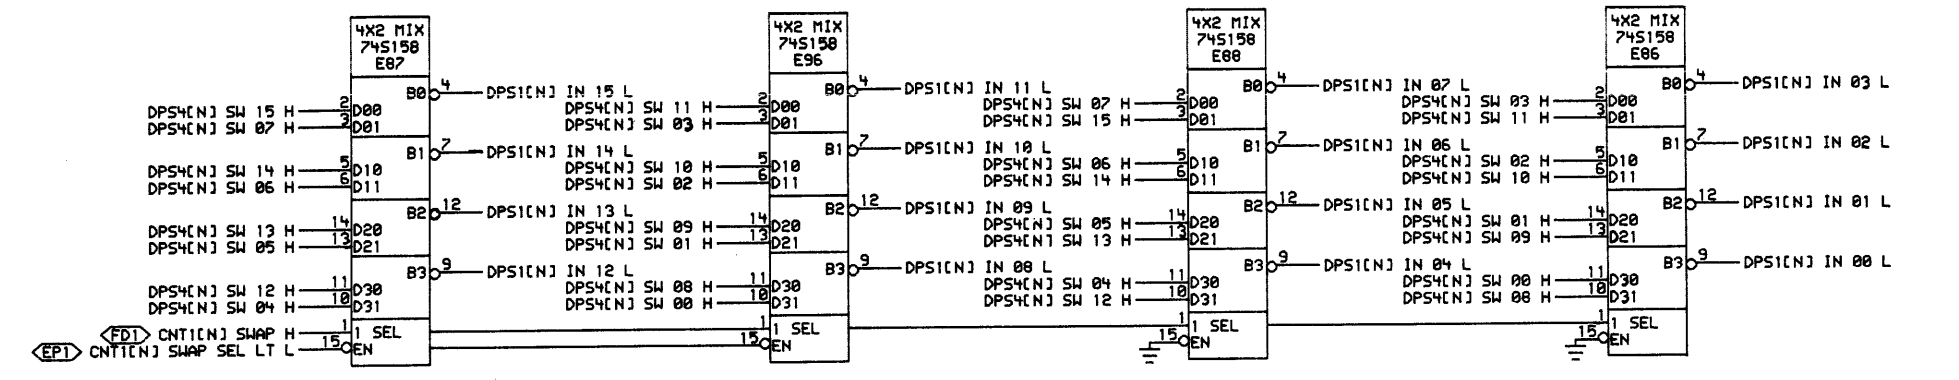 4X2 MIX
74S158
E87
DPS4[N] SW 15 H 2 D00 B0 4 DPS1[N] IN 15 L
DPS4[N] SW 07 H 3 D01
DPS4[N] SW 14 H 5 D10 B1 7 DPS1[N] IN 14 L
DPS4[N] SW 06 H 6 D11
DPS4[N] SW 13 H 14 D20 B2 12 DPS1[N] IN 13 L
DPS4[N] SW 05 H 13 D21
DPS4[N] SW 12 H 11 D30 B3 9 DPS1[N] IN 12 L
DPS4[N] SW 04 H 10 D31
FD1 CNT1[N] SWAP H 1 1 SEL
EP1 CNT1[N] SWAP SEL LT L 15 EN
4X2 MIX
74S158
E96
DPS4[N] SW 11 H 2 D00 B0 4 DPS1[N] IN 11 L
DPS4[N] SW 03 H 3 D01
DPS4[N] SW 10 H 5 D10 B1 7 DPS1[N] IN 10 L
DPS4[N] SW 02 H 6 D11
DPS4[N] SW 09 H 14 D20 B2 12 DPS1[N] IN 09 L
DPS4[N] SW 01 H 13 D21
DPS4[N] SW 08 H 11 D30 B3 9 DPS1[N] IN 08 L
DPS4[N] SW 00 H 10 D31
1 1 SEL
15 EN
4X2 MIX
74S158
E88
DPS4[N] SW 07 H 2 D00 B0 4 DPS1[N] IN 07 L
DPS4[N] SW 15 H 3 D01
DPS4[N] SW 06 H 5 D10 B1 7 DPS1[N] IN 06 L
DPS4[N] SW 14 H 6 D11
DPS4[N] SW 05 H 14 D20 B2 12 DPS1[N] IN 05 L
DPS4[N] SW 13 H 13 D21
DPS4[N] SW 04 H 11 D30 B3 9 DPS1[N] IN 04 L
DPS4[N] SW 12 H 10 D31
1 1 SEL
15 EN
4X2 MIX
74S158
E86
DPS4[N] SW 03 H 2 D00 B0 4 DPS1[N] IN 03 L
DPS4[N] SW 11 H 3 D01
DPS4[N] SW 02 H 5 D10 B1 7 DPS1[N] IN 02 L
DPS4[N] SW 10 H 6 D11
DPS4[N] SW 01 H 14 D20 B2 12 DPS1[N] IN 01 L
DPS4[N] SW 09 H 13 D21
DPS4[N] SW 00 H 11 D30 B3 9 DPS1[N] IN 00 L
DPS4[N] SW 08 H 10 D31
1 1 SEL
15 EN